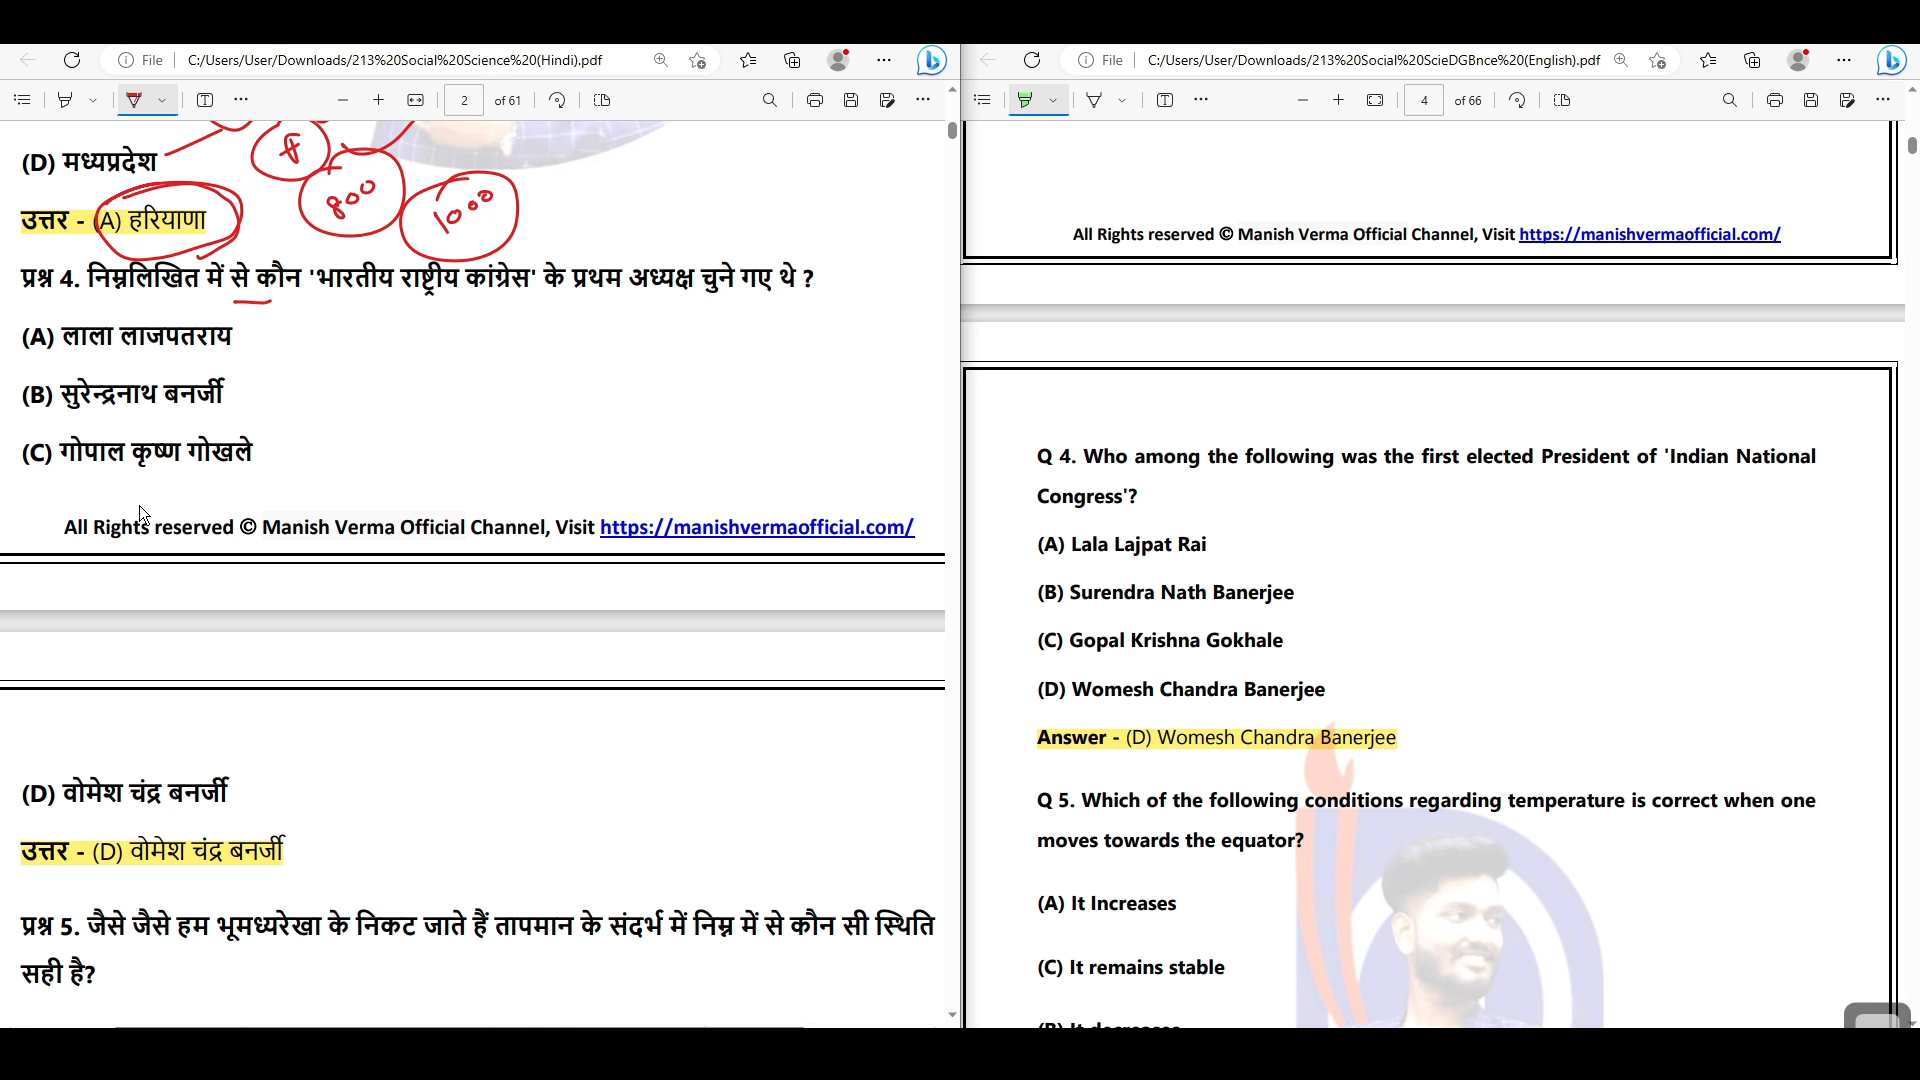 File C:/Users/User/Downloads/213%20Social%20Science%20(Hindi).pdf
2 of 61
(D) मध्यप्रदेश
f
800
1000
उत्तर - (A) हरियाणा
प्रश्न 4. निम्नलिखित में से कौन 'भारतीय राष्ट्रीय कांग्रेस' के प्रथम अध्यक्ष चुने गए थे ?
(A) लाला लाजपतराय
(B) सुरेन्द्रनाथ बनर्जी
(C) गोपाल कृष्ण गोखले
All Rights reserved © Manish Verma Official Channel, Visit https://manishvermaofficial.com/
(D) वोमेश चंद्र बनर्जी
उत्तर - (D) वोमेश चंद्र बनर्जी
प्रश्न 5. जैसे जैसे हम भूमध्यरेखा के निकट जाते हैं तापमान के संदर्भ में निम्न में से कौन सी स्थिति
सही है?
File C:/Users/User/Downloads/213%20Social%20ScieDGBnce%20(English).pdf
4 of 66
All Rights reserved © Manish Verma Official Channel, Visit https://manishvermaofficial.com/
Q 4. Who among the following was the first elected President of 'Indian National
Congress'?
(A) Lala Lajpat Rai
(B) Surendra Nath Banerjee
(C) Gopal Krishna Gokhale
(D) Womesh Chandra Banerjee
Answer - (D) Womesh Chandra Banerjee
Q 5. Which of the following conditions regarding temperature is correct when one
moves towards the equator?
(A) It Increases
(C) It remains stable